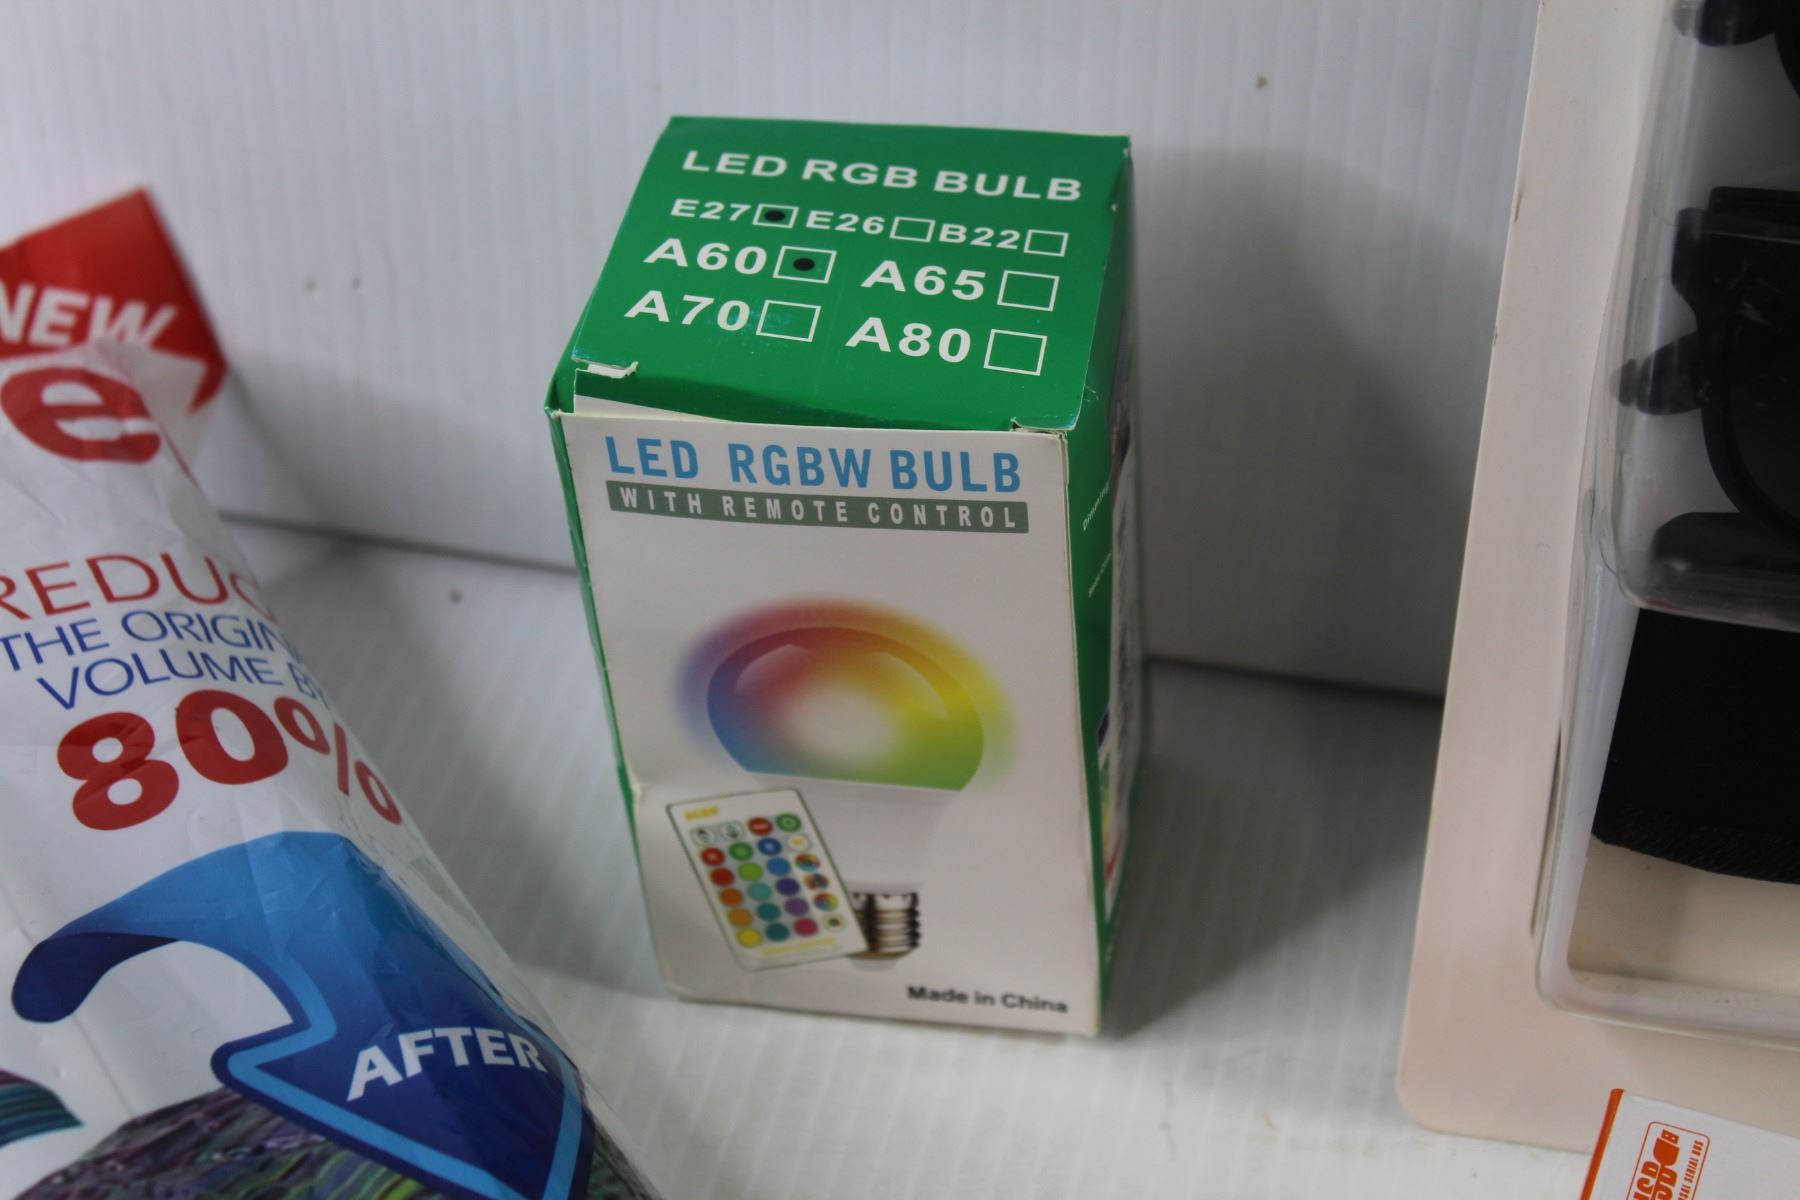 LED RGB BULB
E27 E26 B22
A60 A65
A70 A80
LED RGBW BULB
WITH REMOTE CONTROL
Made in China
NEW
e
REDUC
THE ORIGIN
VOLUME B
80%
AFTER